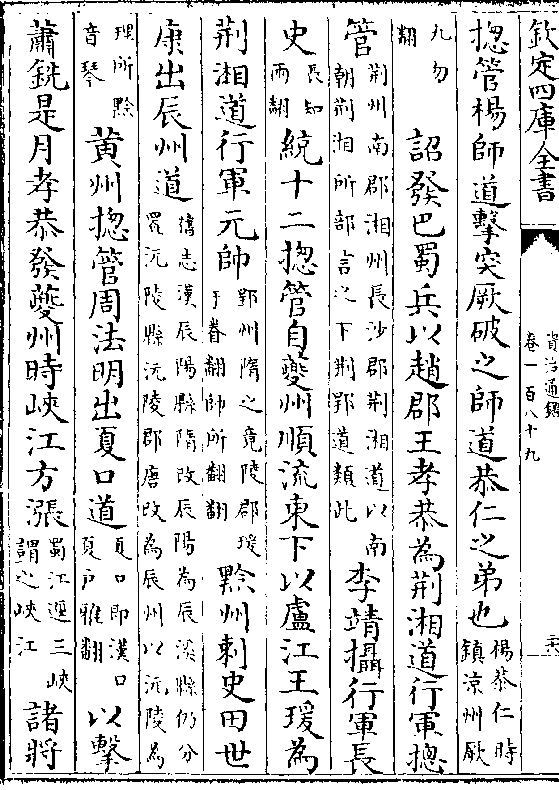 欽定四庫全書
資治通鑑
卷一百八十九
揔管楊師道擊突厥破之師道恭仁之弟也楊恭仁時鎮涼州厥
九勿翻 詔發巴蜀兵以趙郡王孝恭為荆湘道行軍揔
管荆州南郡湘州長沙郡荆湘道以南朝荆湘所部言之下荆郢道類此李靖攝行軍長
史長知兩翻統十二揔管自夔州順流東下以廬江王瑗為
荆湘道行軍元帥郢州隋之竟陵郡瑗于眷翻帥所類翻黔州刺史田世
康出辰州道舊志漢辰陽縣隋改辰陽為辰溪縣仍分置沅陵縣沅陵郡唐改為辰州以沅陵為
理所黔音琴黄州揔管周法明出夏口道夏口即漢口夏户雅翻以擊
蕭銑是月孝恭發夔州時峽江方漲蜀江逕三峽謂之峽江諸將